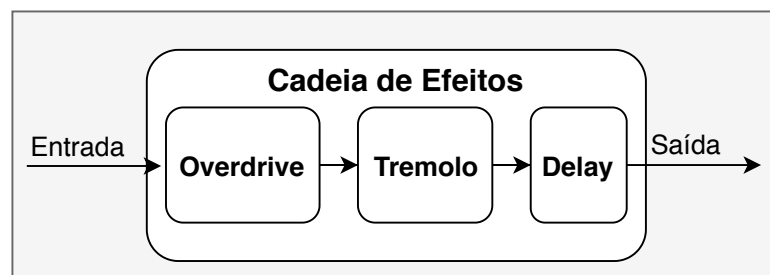 Cadeia de Efeitos
Entrada
Overdrive
Tremolo
Delay
Saída